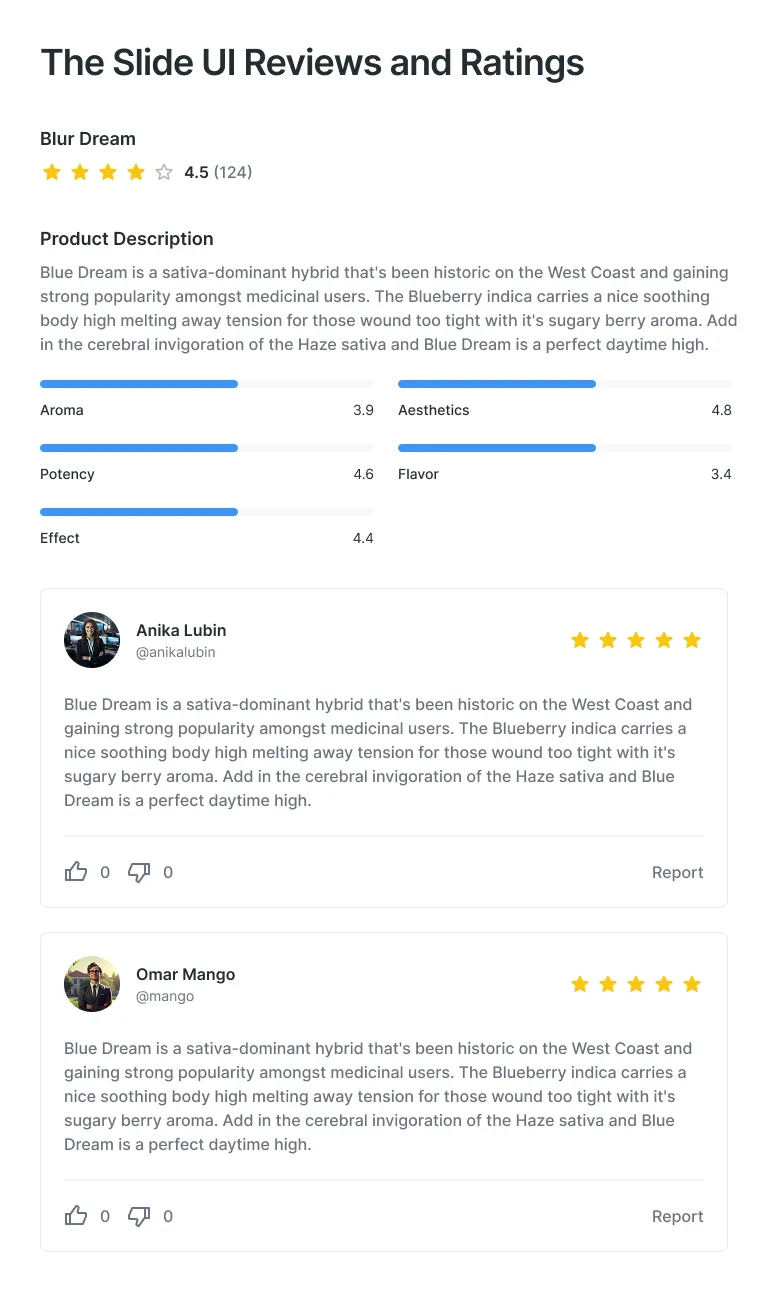 The Slide UI Reviews and Ratings
Blur Dream
4.5 (124)
Product Description
Blue Dream is a sativa-dominant hybrid that's been historic on the West Coast and gaining
strong popularity amongst medicinal users. The Blueberry indica carries a nice soothing
body high melting away tension for those wound too tight with it's sugary berry aroma. Add
in the cerebral invigoration of the Haze sativa and Blue Dream is a perfect daytime high.
Aroma 3.9
Aesthetics 4.8
Potency 4.6
Flavor 3.4
Effect 4.4
Anika Lubin
@anikalubin
Blue Dream is a sativa-dominant hybrid that's been historic on the West Coast and
gaining strong popularity amongst medicinal users. The Blueberry indica carries a
nice soothing body high melting away tension for those wound too tight with it's
sugary berry aroma. Add in the cerebral invigoration of the Haze sativa and Blue
Dream is a perfect daytime high.
0 0 Report
Omar Mango
@mango
Blue Dream is a sativa-dominant hybrid that's been historic on the West Coast and
gaining strong popularity amongst medicinal users. The Blueberry indica carries a
nice soothing body high melting away tension for those wound too tight with it's
sugary berry aroma. Add in the cerebral invigoration of the Haze sativa and Blue
Dream is a perfect daytime high.
0 0 Report